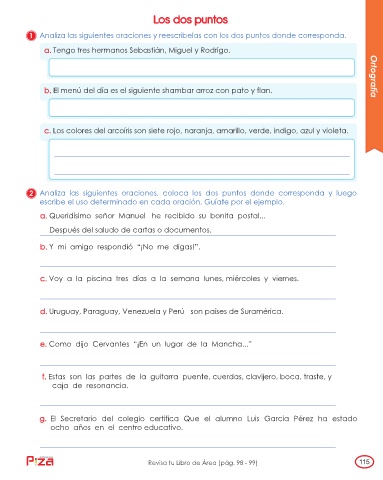 Los dos puntos
1 Analiza las siguientes oraciones y reescríbelas con los dos puntos donde corresponda.
a. Tengo tres hermanos Sebastián, Miguel y Rodrigo.
b. El menú del día es el siguiente shambar arroz con pato y flan.
c. Los colores del arcoíris son siete rojo, naranja, amarillo, verde, índigo, azul y violeta.
Ortografía
2 Analiza las siguientes oraciones, coloca los dos puntos donde corresponda y luego
escribe el uso determinado en cada oración. Guíate por el ejemplo.
a. Queridísimo señor Manuel he recibido su bonita postal...
Después del saludo de cartas o documentos.
b. Y mi amigo respondió “¡No me digas!”.
c. Voy a la piscina tres días a la semana lunes, miércoles y viernes.
d. Uruguay, Paraguay, Venezuela y Perú son países de Suramérica.
e. Como dijo Cervantes “¡En un lugar de la Mancha...”
f. Estas son las partes de la guitarra puente, cuerdas, clavijero, boca, traste, y
caja de resonancia.
g. El Secretario del colegio certifica Que el alumno Luis García Pérez ha estado
ocho años en el centro educativo.
Revisa tu Libro de Área (pág. 98 - 99)
115